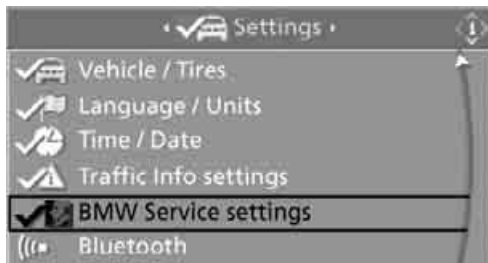 Settings
Vehicle / Tires
Language / Units
Time / Date
Traffic Info settings
BMW Service settings
Bluetooth